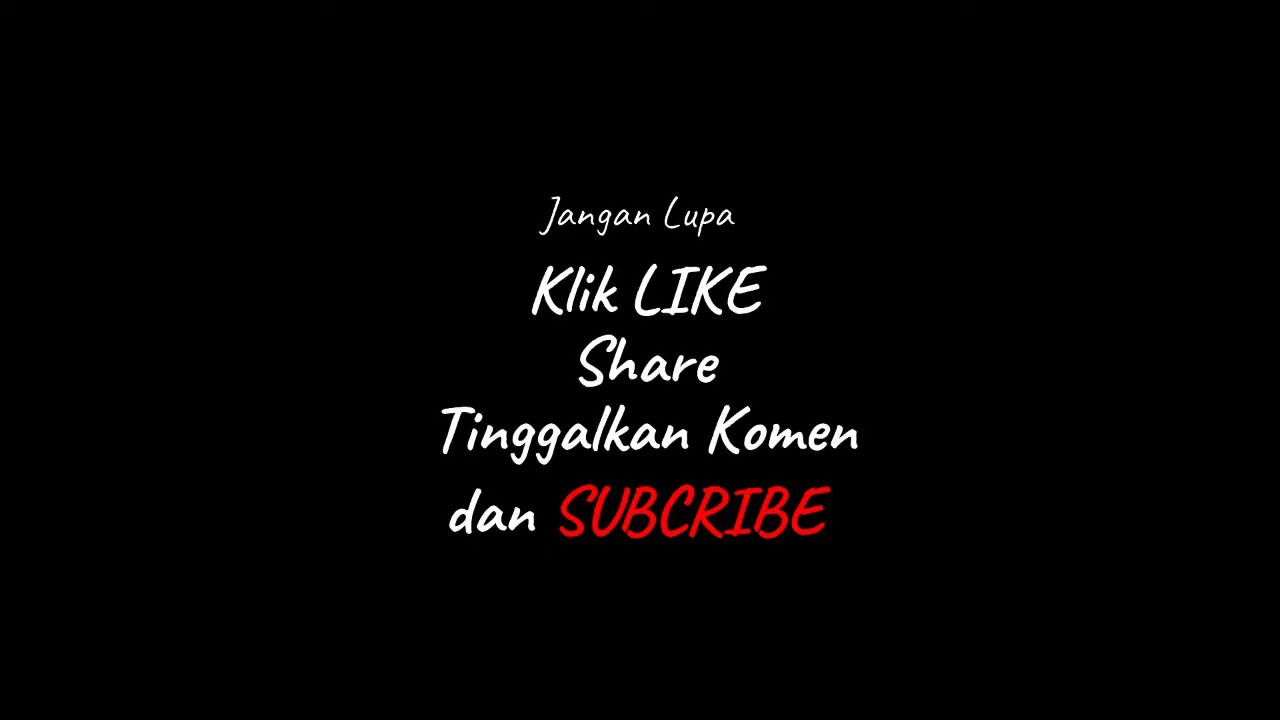 Jangan Lupa
Klik LIKE
Share
Tinggalkan Komen
dan SUBCRIBE